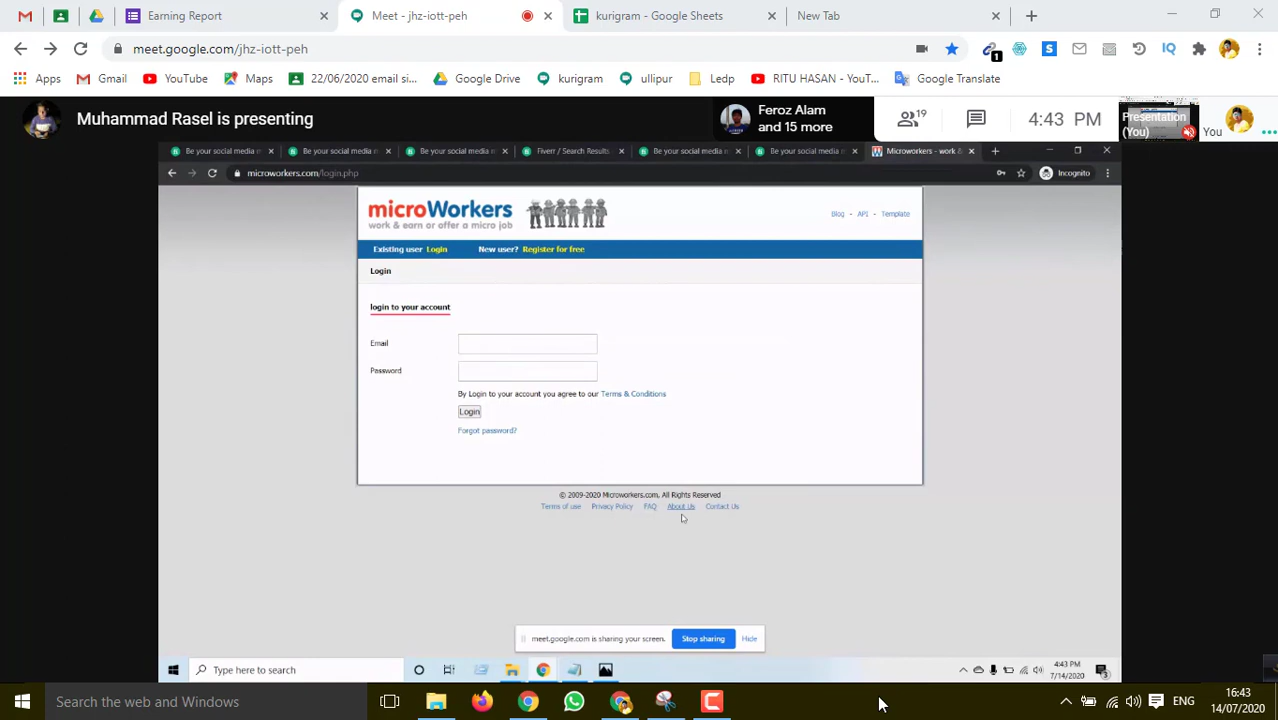 Earning Report
Meet - jhz-iott-peh
kurigram - Google Sheets
New Tab
meet.google.com/jhz-iott-peh
1
IQ
Apps
Gmail
YouTube
Maps
22/06/2020 email si...
Google Drive
kurigram
ullipur
RITU HASAN - YouT...
Google Translate
Muhammad Rasel is presenting
Feroz Alam
and 15 more
19
4:43 PM
Presentation
(You)
You
Be your social media m
Be your social media m
Be your social media m
Fiverr / Search Results
Be your social media m
Be your social media m
Microworkers - work &
microworkers.com/login.php
Incognito
microWorkers
work & earn or offer a micro job
Blog - API - Template
Existing user Login
New user? Register for free
Login
login to your account
Email
Password
By Login to your account you agree to our Terms & Conditions
Login
Forgot password?
© 2009-2020 Microworkers.com, All Rights Reserved
Terms of use
Privacy Policy
FAQ
About Us
Contact Us
meet.google.com is sharing your screen.
Stop sharing
Hide
Type here to search
4:43 PM
7/14/2020
Search the web and Windows
ENG
16:43
14/07/2020